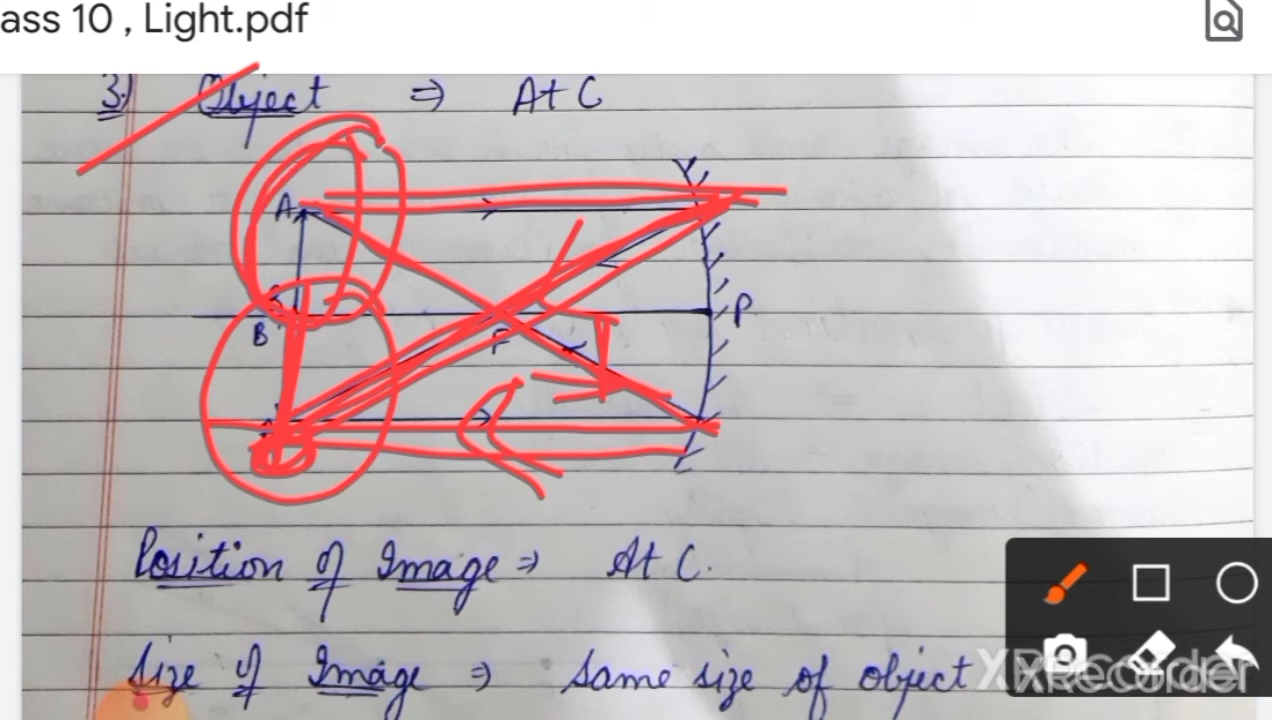 ass 10 , Light.pdf
3.) Object ⇒ At C
A
B
F
P
Position of Image ⇒ At C.
Size of Image ⇒ Same size of object
XRecorder